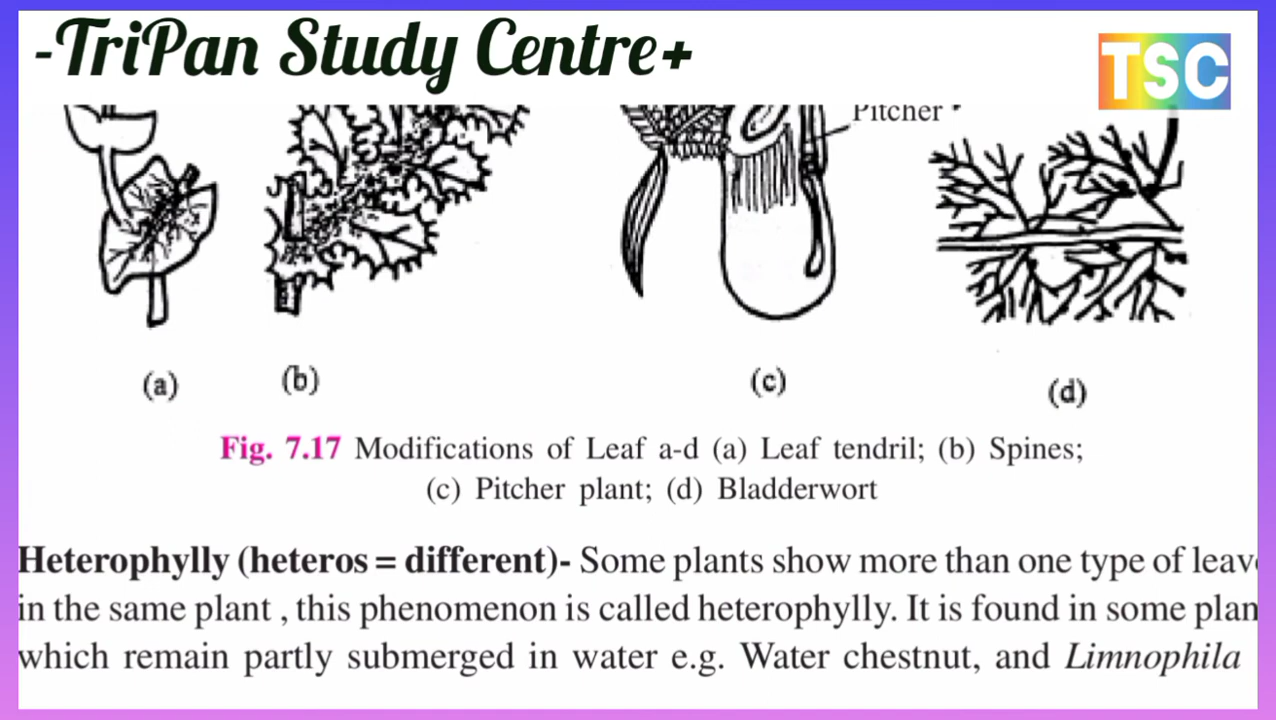 -TriPan Study Centre+
TSC
Pitcher
(a) (b) (c) (d)
Fig. 7.17 Modifications of Leaf a-d (a) Leaf tendril; (b) Spines;
(c) Pitcher plant; (d) Bladderwort
Heterophylly (heteros = different)- Some plants show more than one type of leave
in the same plant , this phenomenon is called heterophylly. It is found in some plan
which remain partly submerged in water e.g. Water chestnut, and Limnophila